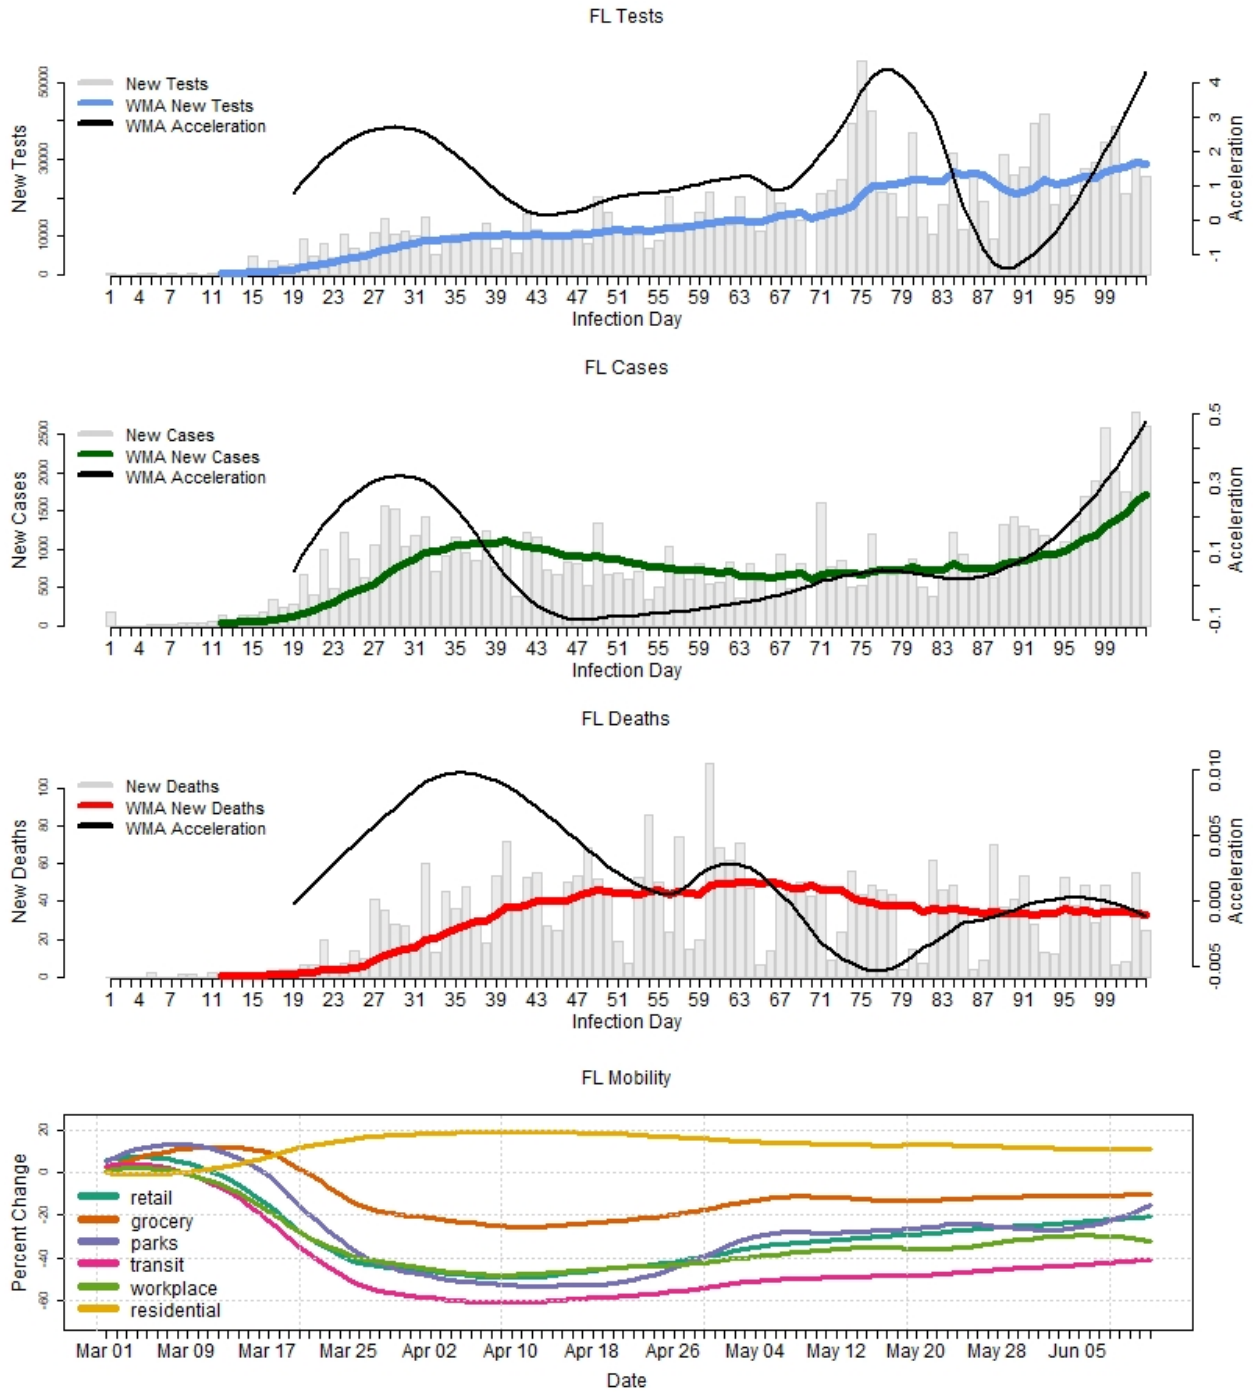 FL Tests
New Tests
WMA New Tests
WMA Acceleration
New Tests
0 10000 30000 50000
-1 0 1 2 3 4
Acceleration
1 4 7 11 15 19 23 27 31 35 39 43 47 51 55 59 63 67 71 75 79 83 87 91 95 99
Infection Day
FL Cases
New Cases
WMA New Cases
WMA Acceleration
New Cases
0 500 1000 1500 2000 2500
-0.1 0.1 0.3 0.5
Acceleration
1 4 7 11 15 19 23 27 31 35 39 43 47 51 55 59 63 67 71 75 79 83 87 91 95 99
Infection Day
FL Deaths
New Deaths
WMA New Deaths
WMA Acceleration
New Deaths
0 20 40 60 80 100
-0.005 0.000 0.005 0.010
Acceleration
1 4 7 11 15 19 23 27 31 35 39 43 47 51 55 59 63 67 71 75 79 83 87 91 95 99
Infection Day
FL Mobility
Percent Change
20
0
-20
-40
-60
retail
grocery
parks
transit
workplace
residential
Mar 01 Mar 09 Mar 17 Mar 25 Apr 02 Apr 10 Apr 18 Apr 26 May 04 May 12 May 20 May 28 Jun 05
Date